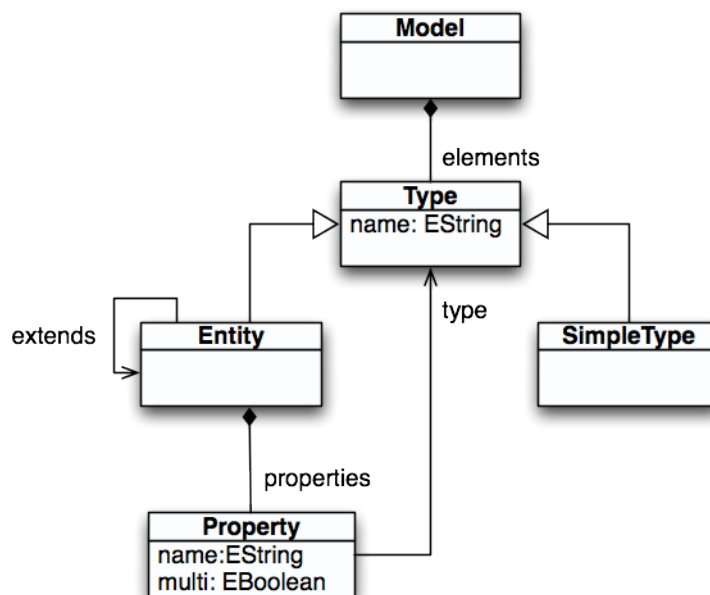 Model
elements
Type
name: EString
type
extends
Entity
SimpleType
properties
Property
name:EString
multi: EBoolean